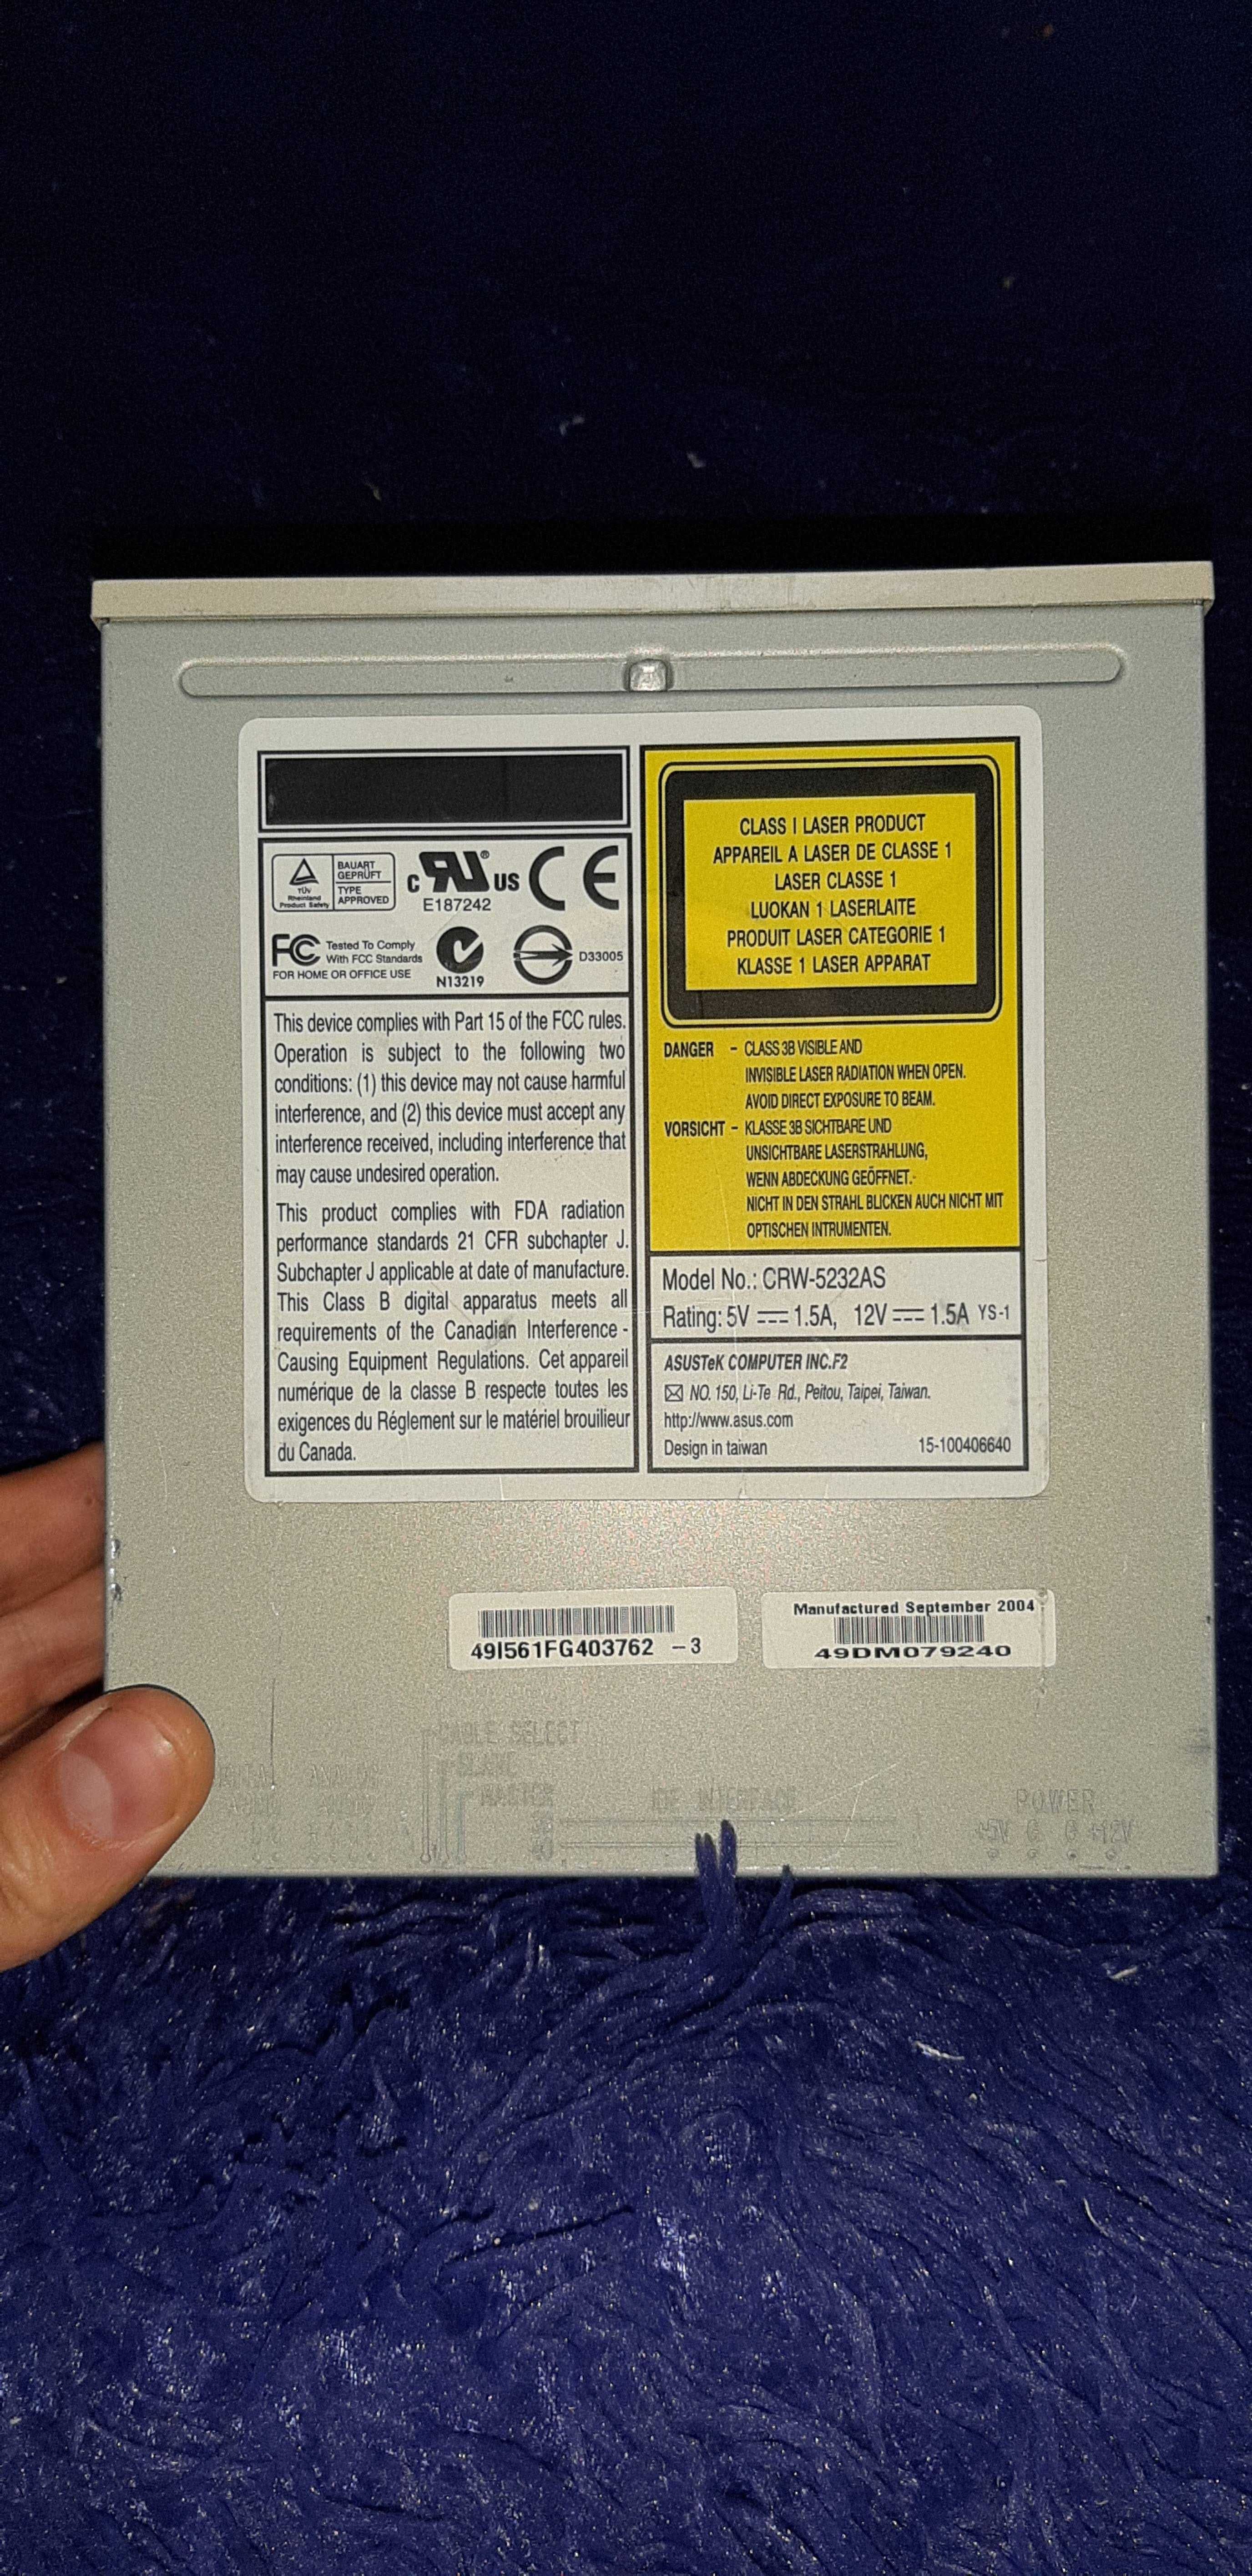 TÜV
Rheinland
Product Safety
BAUART
GEPRÜFT
TYPE
APPROVED
C RU ® US
E187242
CE
FC Tested To Comply
With FCC Standards
FOR HOME OR OFFICE USE
N13219
D33005
This device complies with Part 15 of the FCC rules.
Operation is subject to the following two
conditions: (1) this device may not cause harmful
interference, and (2) this device must accept any
interference received, including interference that
may cause undesired operation.
This product complies with FDA radiation
performance standards 21 CFR subchapter J.
Subchapter J applicable at date of manufacture.
This Class B digital apparatus meets all
requirements of the Canadian Interference -
Causing Equipment Regulations. Cet appareil
numérique de la classe B respecte toutes les
exigences du Réglement sur le matériel brouilieur
du Canada.
CLASS I LASER PRODUCT
APPAREIL A LASER DE CLASSE 1
LASER CLASSE 1
LUOKAN 1 LASERLAITE
PRODUIT LASER CATEGORIE 1
KLASSE 1 LASER APPARAT
DANGER - CLASS 3B VISIBLE AND
INVISIBLE LASER RADIATION WHEN OPEN.
AVOID DIRECT EXPOSURE TO BEAM.
VORSICHT - KLASSE 3B SICHTBARE UND
UNSICHTBARE LASERSTRAHLUNG,
WENN ABDECKUNG GEÖFFNET.
NICHT IN DEN STRAHL BLICKEN AUCH NICHT MIT
OPTISCHEN INTRUMENTEN.
Model No.: CRW-5232AS
Rating: 5V 1.5A, 12V 1.5A YS-1
ASUSTeK COMPUTER INC.F2
NO. 150, Li-Te Rd., Peitou, Taipei, Taiwan.
http://www.asus.com
Design in taiwan 15-100406640
49I561FG403762 -3
Manufactured September 2004
49DM079240
CABLE SELECT
SLAVE
MASTER
IDE INTERFACE
POWER
+5V G G +12V